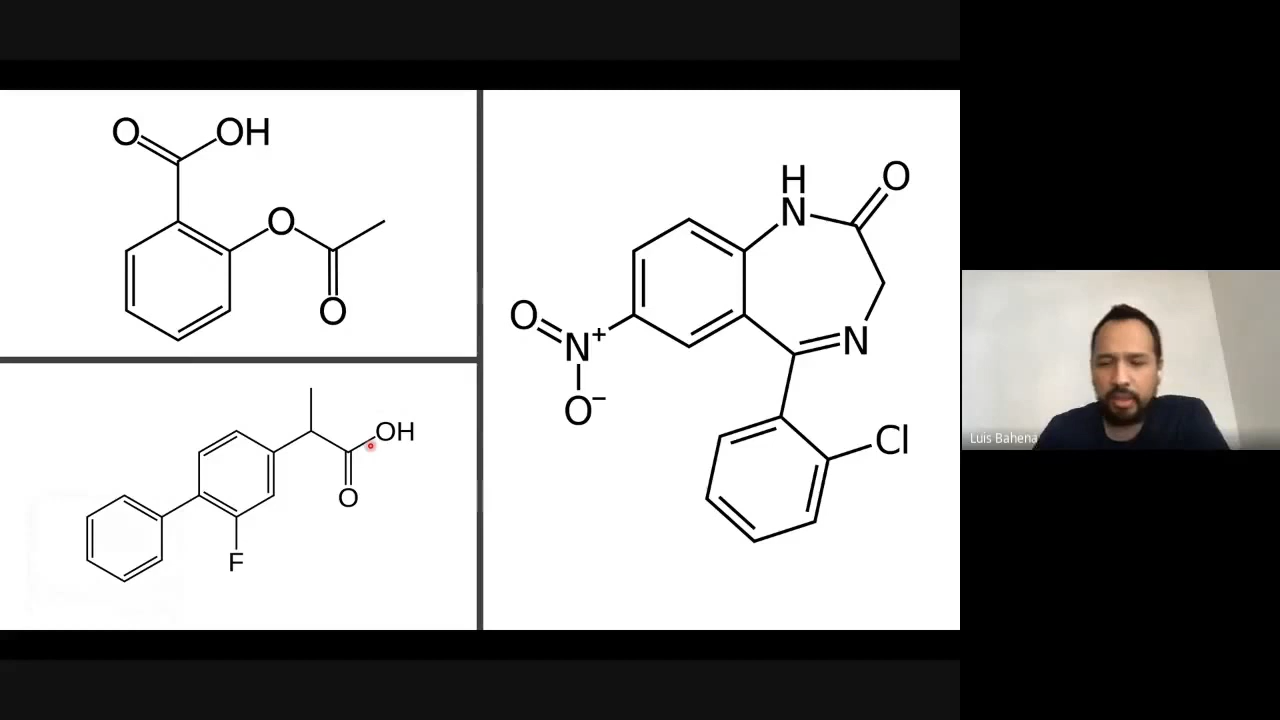 O OH
O
O
OH
O
F
H
N O
O N+ N
O−
Cl
Luis Bahena